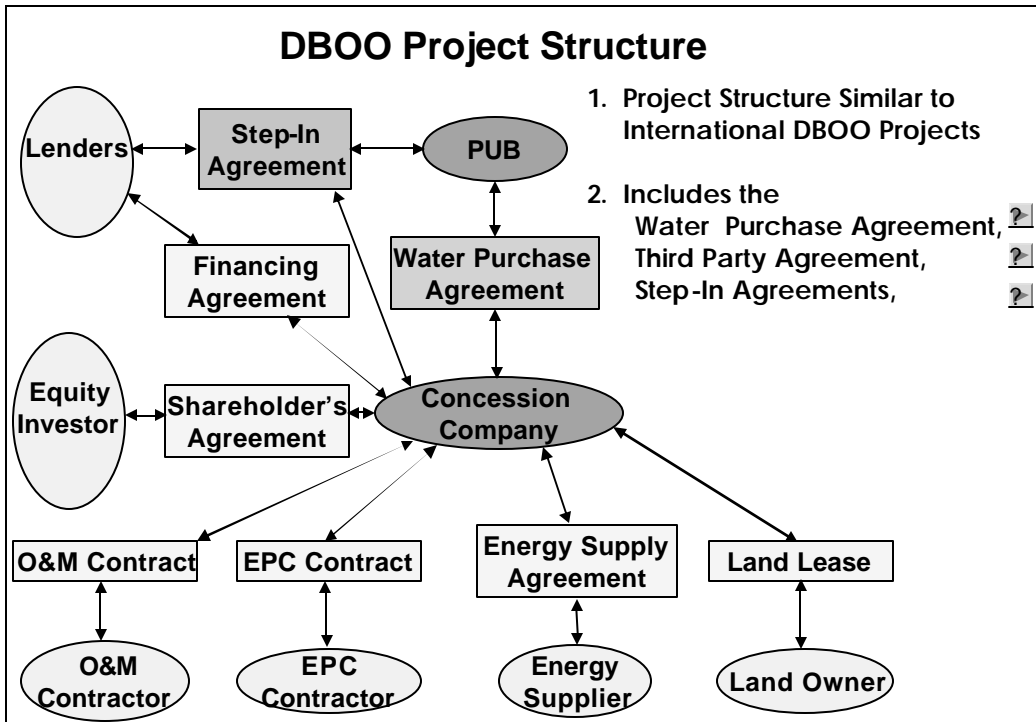 DBOO Project Structure
Lenders
Step-In
Agreement
PUB
1. Project Structure Similar to
International DBOO Projects
2. Includes the
Water Purchase Agreement,
Third Party Agreement,
Step-In Agreements,
?
?
?
Financing
Agreement
Water Purchase
Agreement
Equity
Investor
Shareholder's
Agreement
Concession
Company
O&M Contract
EPC Contract
Energy Supply
Agreement
Land Lease
O&M
Contractor
EPC
Contractor
Energy
Supplier
Land Owner